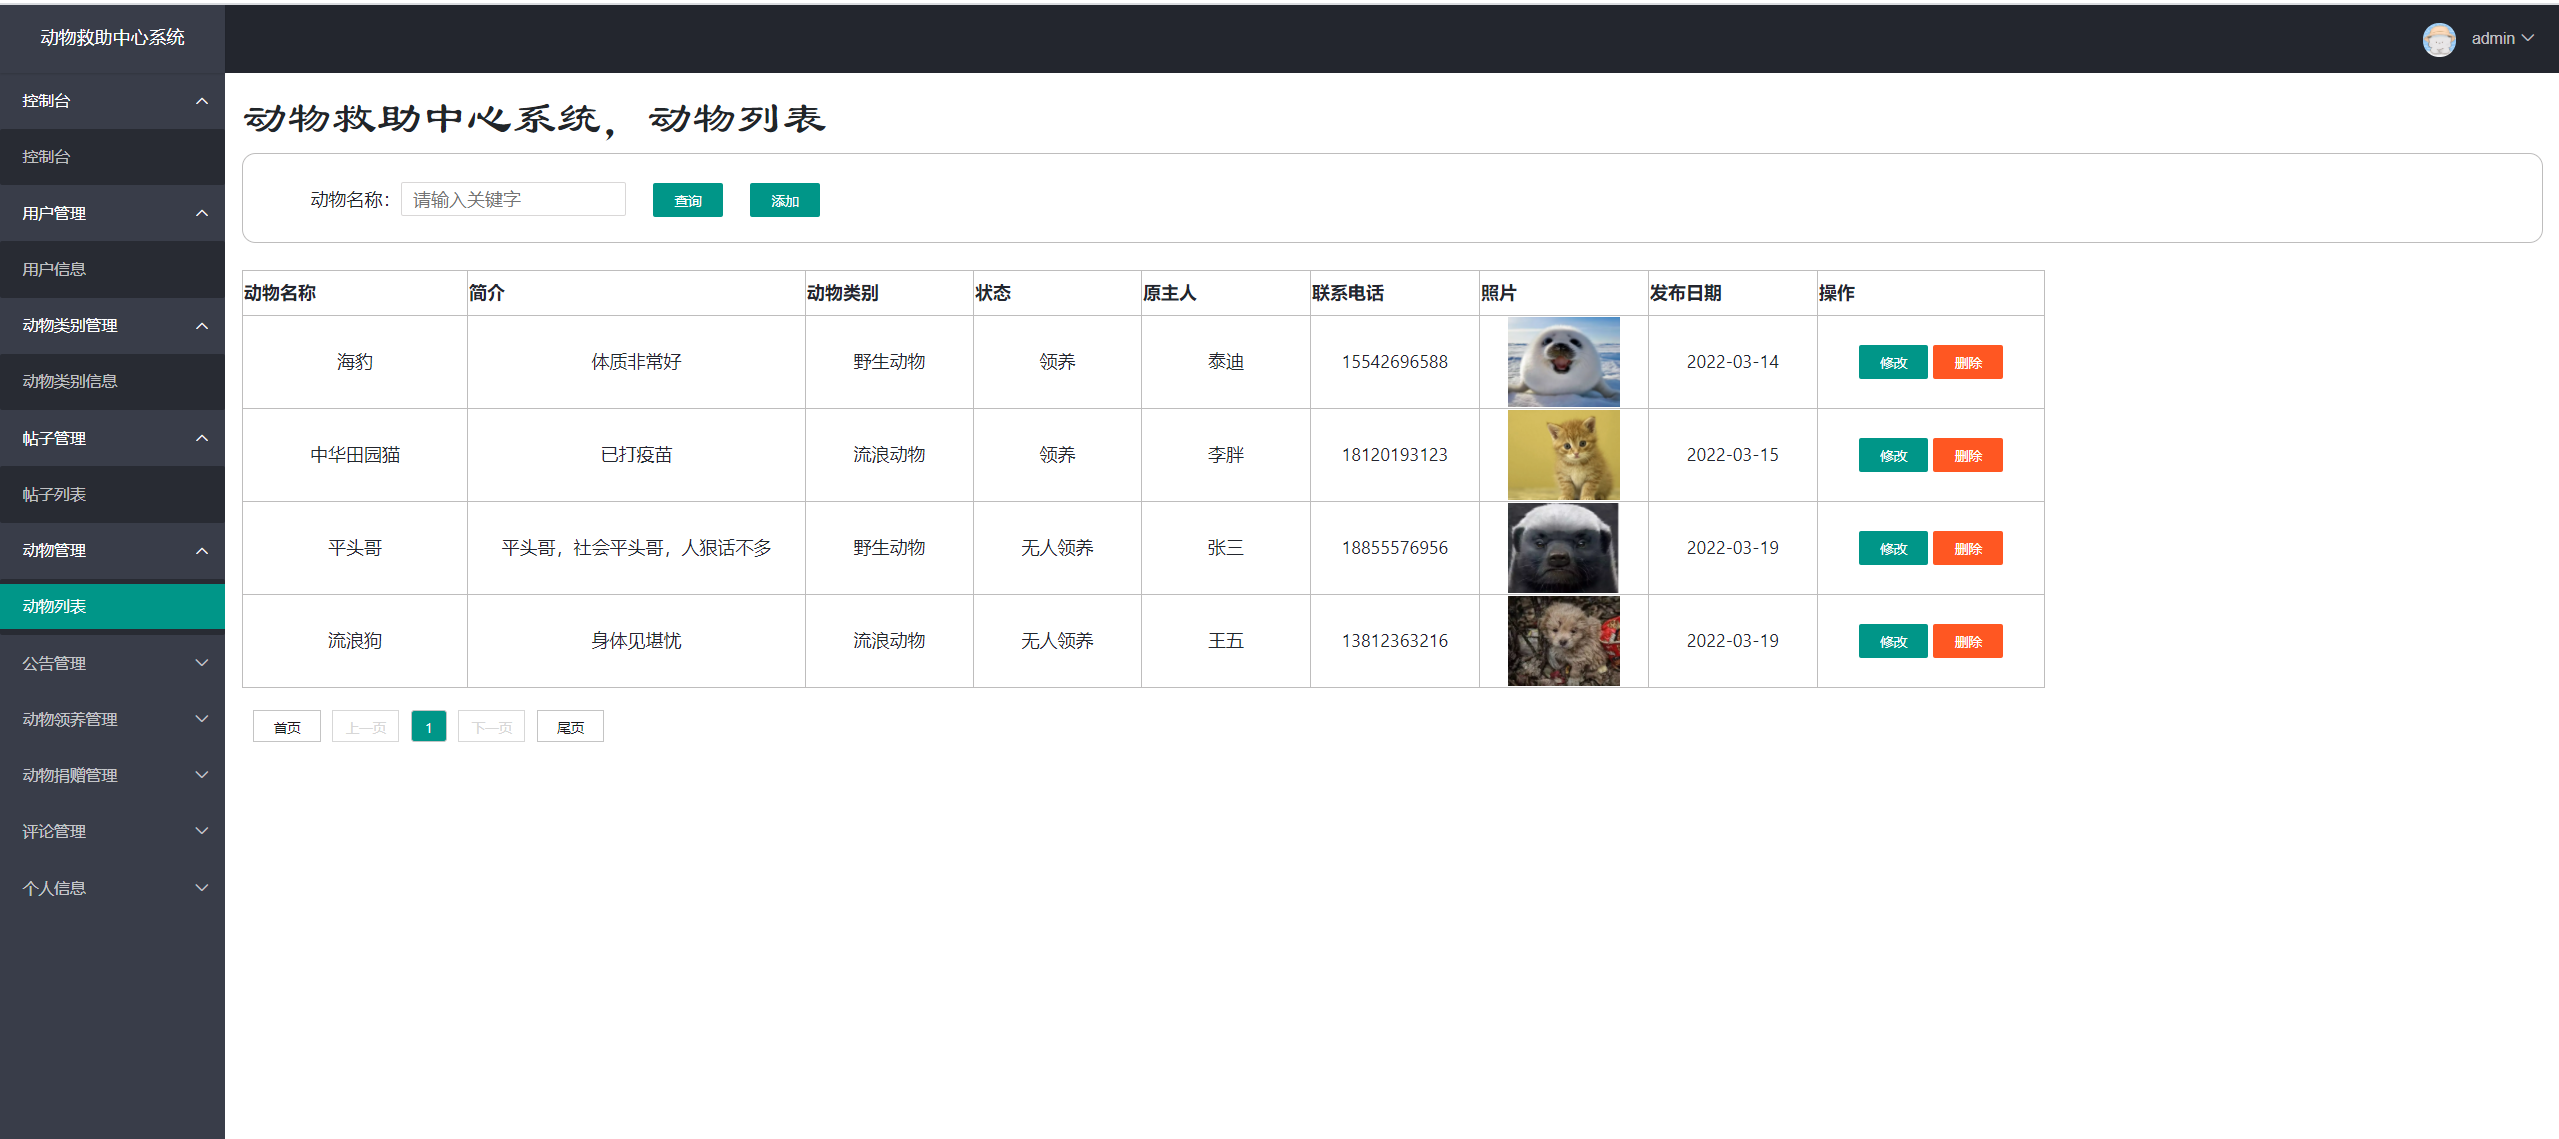 动物救助中心系统
admin
控制台
控制台
用户管理
用户信息
动物类别管理
动物类别信息
帖子管理
帖子列表
动物管理
动物列表
公告管理
动物领养管理
动物捐赠管理
评论管理
个人信息
动物救助中心系统，动物列表
动物名称： 请输入关键字 查询 添加
动物名称 简介 动物类别 状态 原主人 联系电话 照片 发布日期 操作
海豹 体质非常好 野生动物 领养 泰迪 15542696588 2022-03-14 修改 删除
中华田园猫 已打疫苗 流浪动物 领养 李胖 18120193123 2022-03-15 修改 删除
平头哥 平头哥，社会平头哥，人狠话不多 野生动物 无人领养 张三 18855576956 2022-03-19 修改 删除
流浪狗 身体见堪忧 流浪动物 无人领养 王五 13812363216 2022-03-19 修改 删除
首页 上一页 1 下一页 尾页